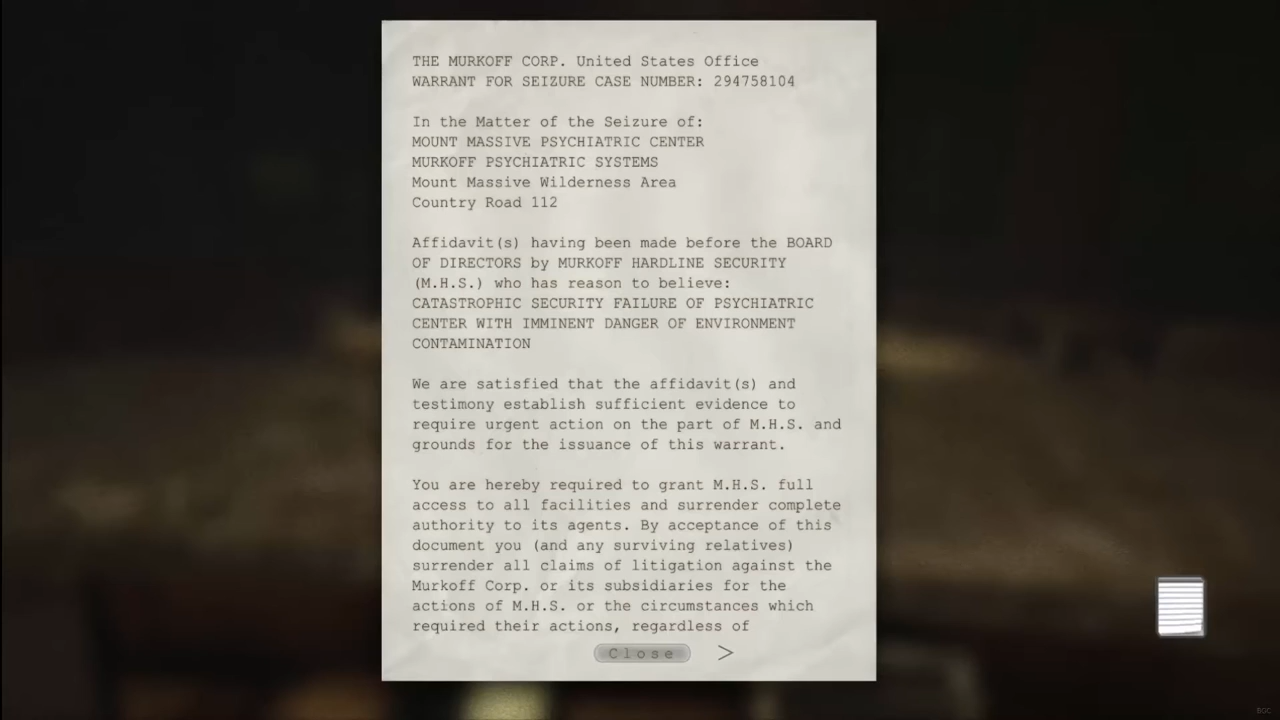 THE MURKOFF CORP. United States Office
WARRANT FOR SEIZURE CASE NUMBER: 294758104
In the Matter of the Seizure of:
MOUNT MASSIVE PSYCHIATRIC CENTER
MURKOFF PSYCHIATRIC SYSTEMS
Mount Massive Wilderness Area
Country Road 112
Affidavit(s) having been made before the BOARD
OF DIRECTORS by MURKOFF HARDLINE SECURITY
(M.H.S.) who has reason to believe:
CATASTROPHIC SECURITY FAILURE OF PSYCHIATRIC
CENTER WITH IMMINENT DANGER OF ENVIRONMENT
CONTAMINATION
We are satisfied that the affidavit(s) and
testimony establish sufficient evidence to
require urgent action on the part of M.H.S. and
grounds for the issuance of this warrant.
You are hereby required to grant M.H.S. full
access to all facilities and surrender complete
authority to its agents. By acceptance of this
document you (and any surviving relatives)
surrender all claims of litigation against the
Murkoff Corp. or its subsidiaries for the
actions of M.H.S. or the circumstances which
required their actions, regardless of
Close >